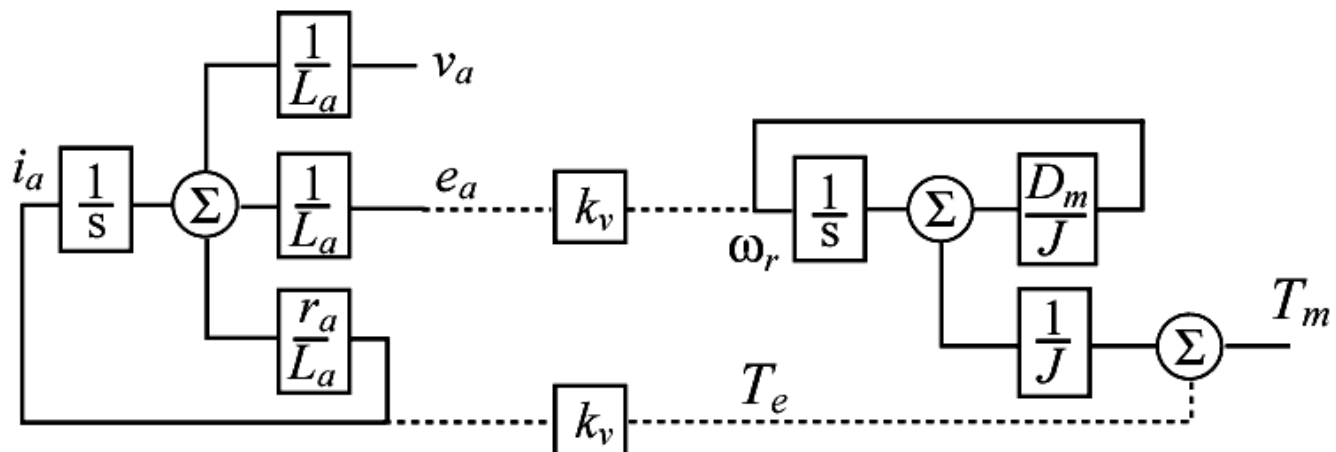 1
L_a
v_a
i_a
1
s
Σ
1
L_a
e_a
k_v
ω_r
1
s
Σ
D_m
J
r_a
L_a
1
J
Σ
T_m
k_v
T_e